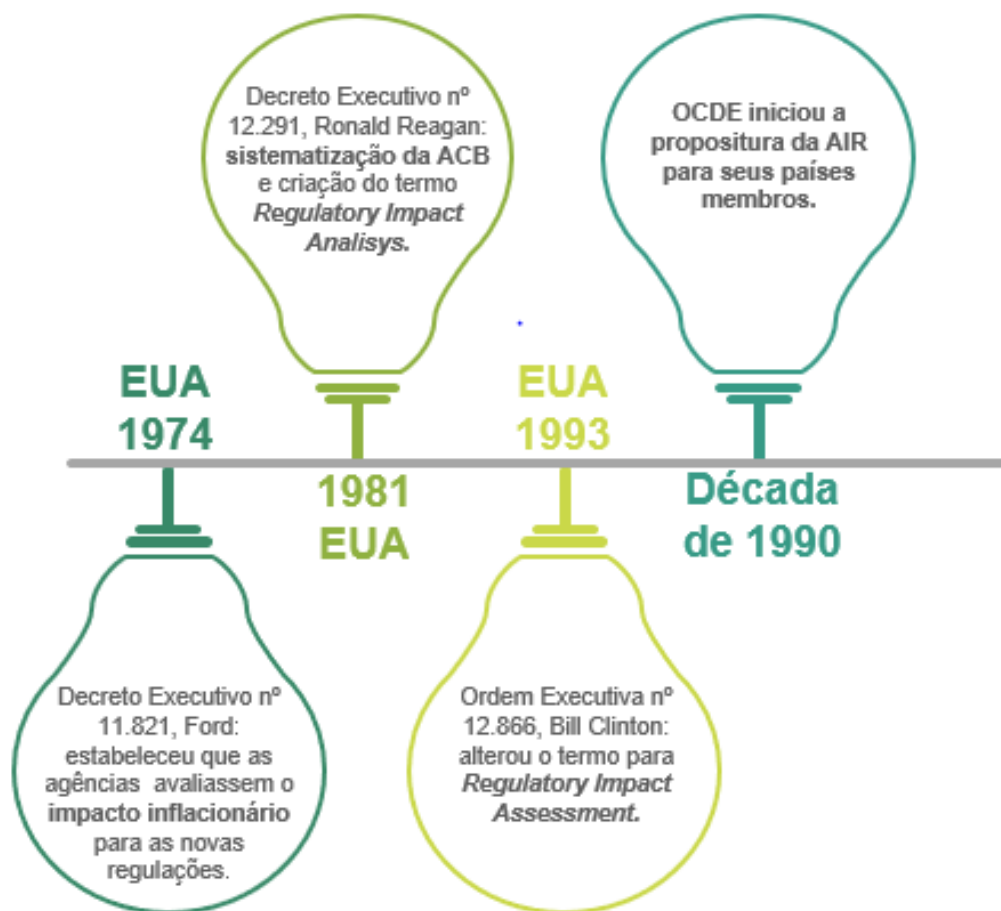 Decreto Executivo nº
12.291, Ronald Reagan:
sistematização da ACB
e criação do termo
Regulatory Impact
Analisys.
OCDE iniciou a
propositura da AIR
para seus países
membros.
EUA
1974
1981
EUA
EUA
1993
Década
de 1990
Decreto Executivo nº
11.821, Ford:
estabeleceu que as
agências avaliassem o
impacto inflacionário
para as novas
regulações.
Ordem Executiva nº
12.866, Bill Clinton:
alterou o termo para
Regulatory Impact
Assessment.